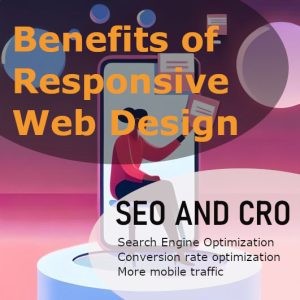 Benefits of
Responsive
Web Design
SEO AND CRO
Search Engine Optimization
Conversion rate optimization
More mobile traffic